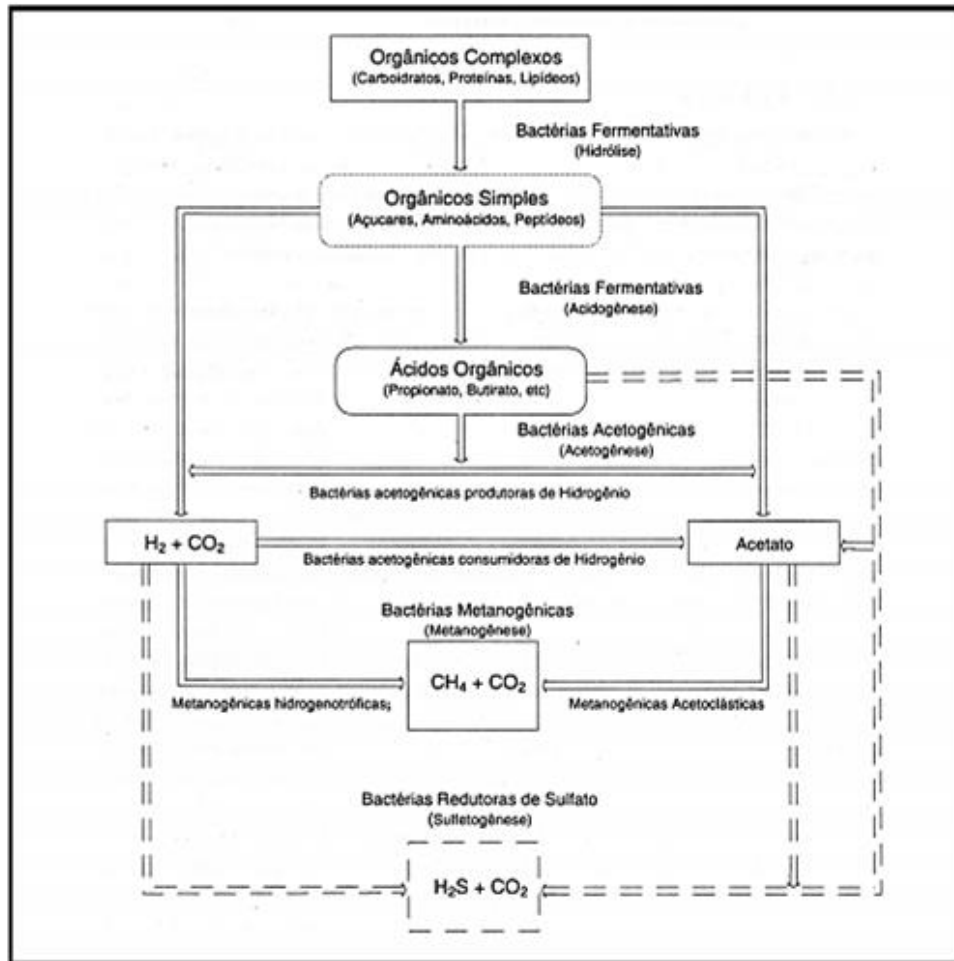 Orgânicos Complexos
(Carboidratos, Proteínas, Lipídeos)
Bactérias Fermentativas
(Hidrólise)
Orgânicos Simples
(Açucares, Aminoácidos, Peptídeos)
Bactérias Fermentativas
(Acidogênese)
Ácidos Orgânicos
(Propionato, Butirato, etc)
Bactérias Acetogênicas
(Acetogênese)
Bactérias acetogênicas produtoras de Hidrogênio
H₂ + CO₂
Acetato
Bactérias acetogênicas consumidoras de Hidrogênio
Bactérias Metanogênicas
(Metanogênese)
CH₄ + CO₂
Metanogênicas hidrogenotróficas;
Metanogênicas Acetoclásticas
Bactérias Redutoras de Sulfato
(Sulfetogênese)
H₂S + CO₂